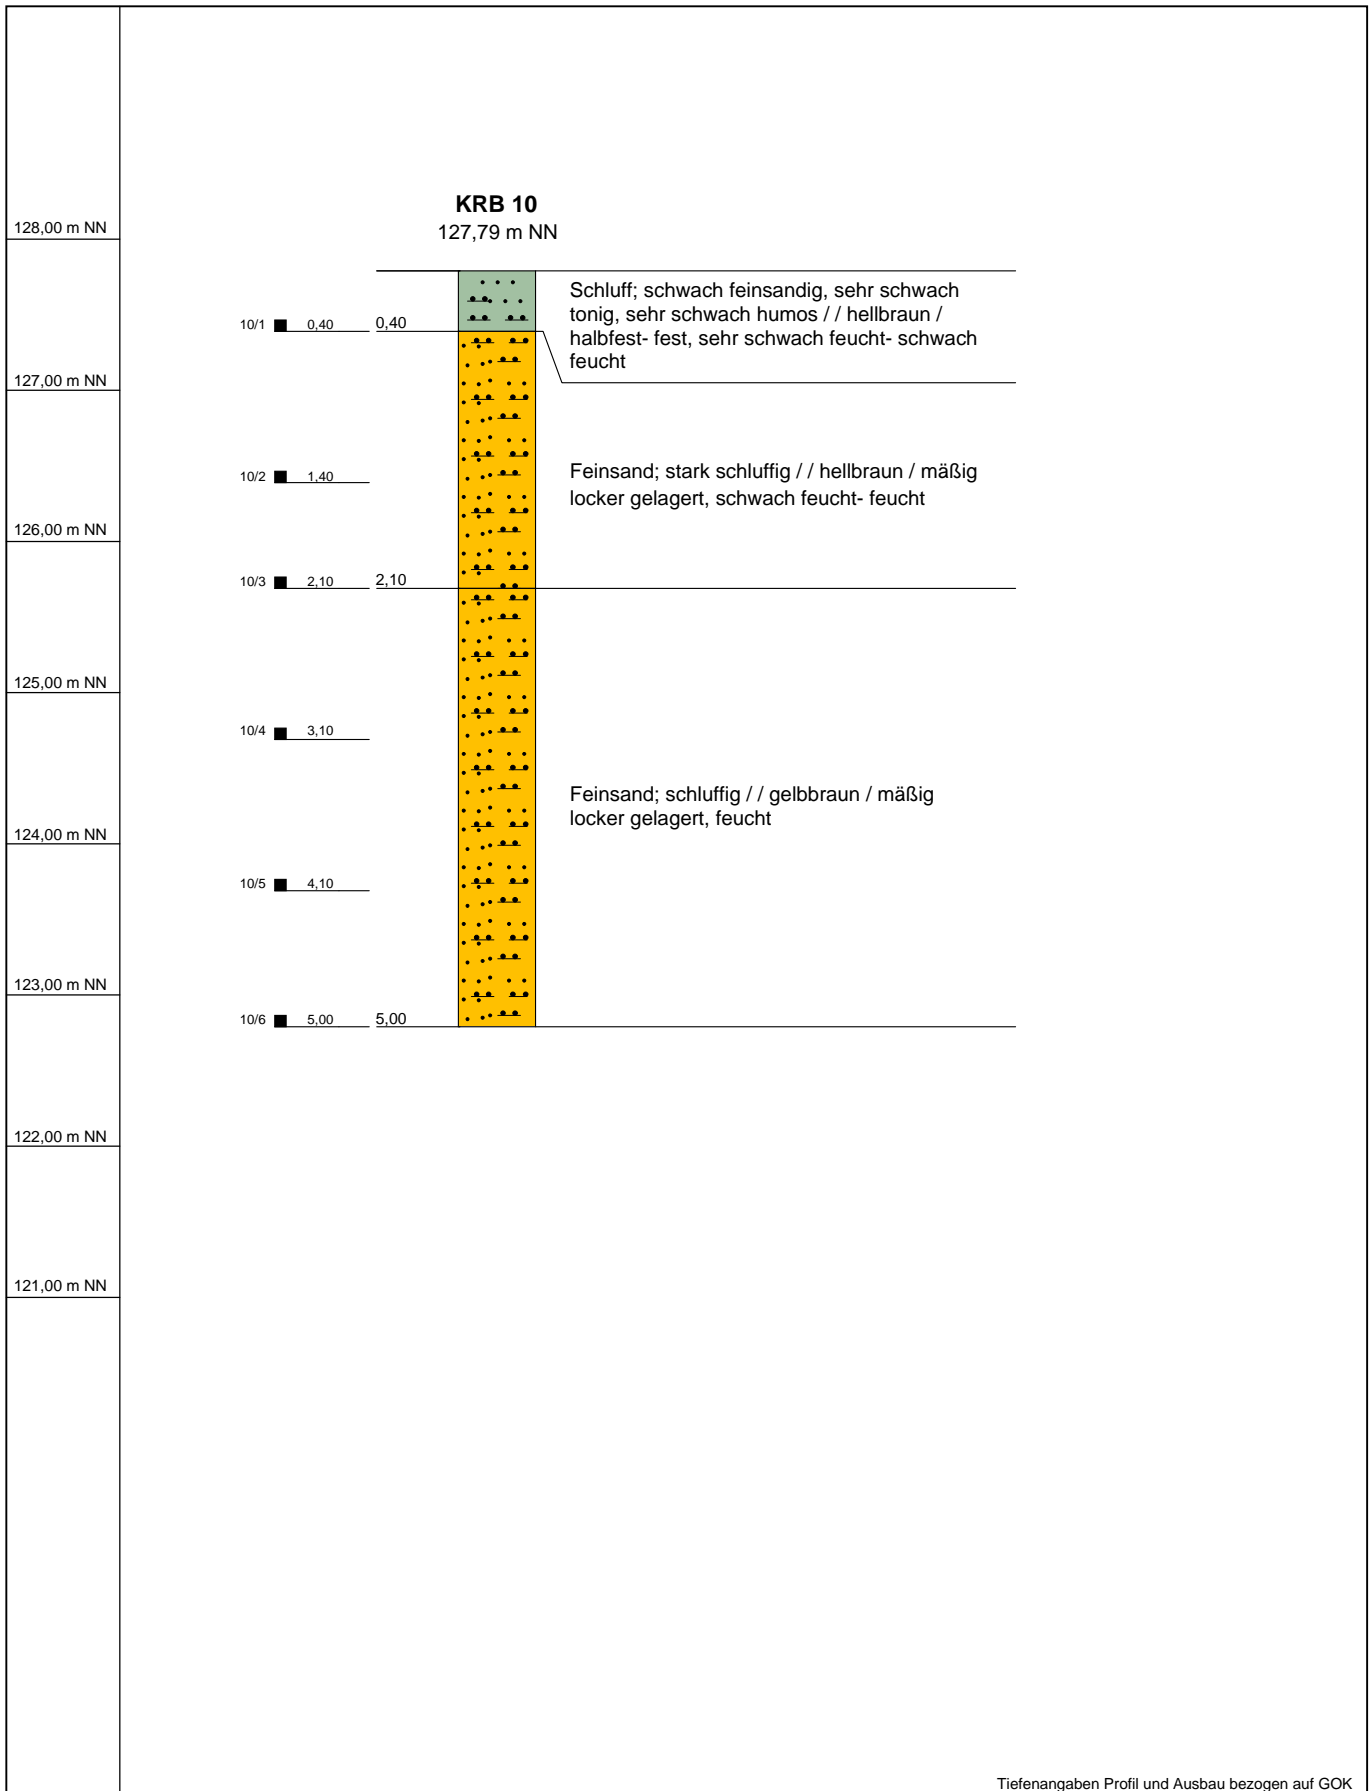 KRB 10
127,79 m NN
128,00 m NN
Schluff; schwach feinsandig, sehr schwach
tonig, sehr schwach humos / / hellbraun /
halbfest- fest, sehr schwach feucht- schwach
feucht
10/1 0,40 0,40
127,00 m NN
Feinsand; stark schluffig / / hellbraun / mäßig
locker gelagert, schwach feucht- feucht
10/2 1,40
126,00 m NN
10/3 2,10 2,10
125,00 m NN
10/4 3,10
Feinsand; schluffig / / gelbbraun / mäßig
locker gelagert, feucht
124,00 m NN
10/5 4,10
123,00 m NN
10/6 5,00 5,00
122,00 m NN
121,00 m NN
Tiefenangaben Profil und Ausbau bezogen auf GOK